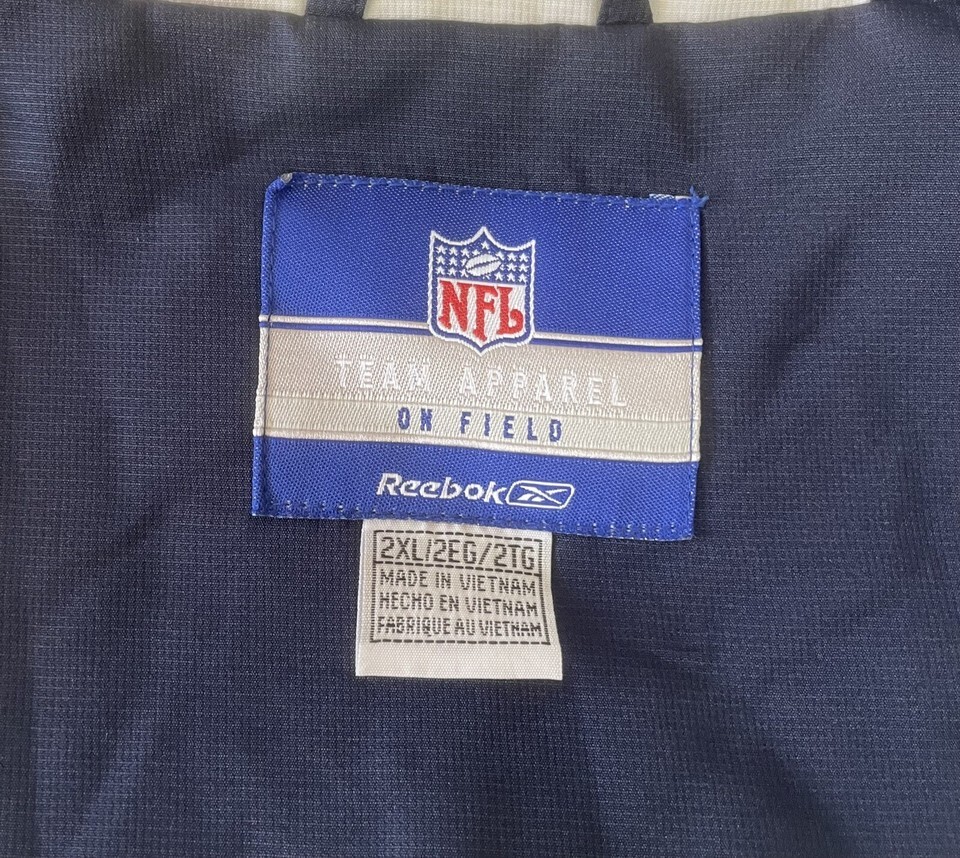 NFL
TEAM APPAREL
ON FIELD
Reebok
2XL/2EG/2TG
MADE IN VIETNAM
HECHO EN VIETNAM
FABRIQUE AU VIETNAM